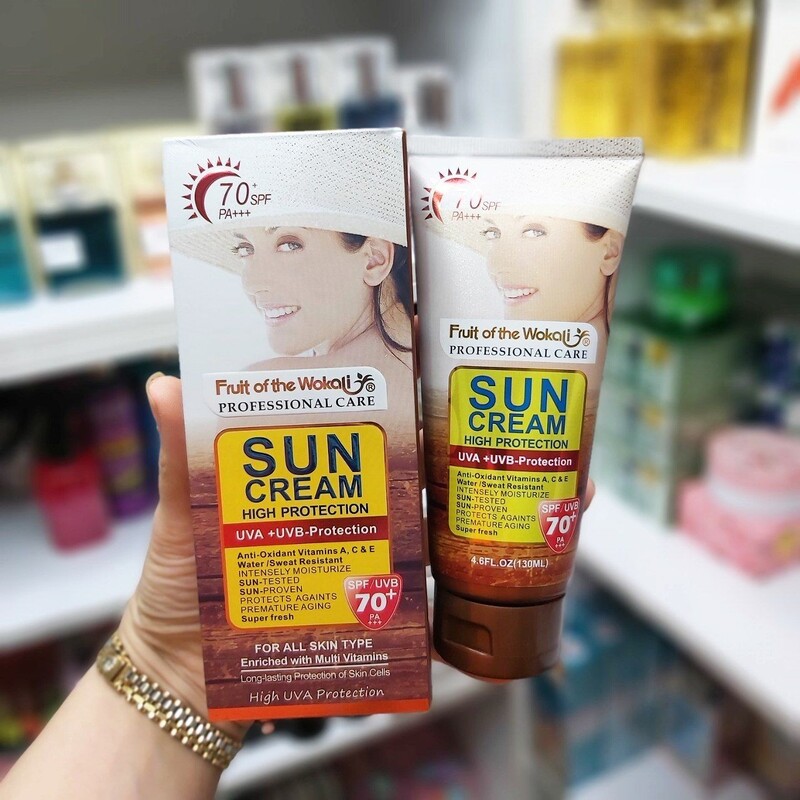 70+ SPF
PA+++
Fruit of the Wokali ®
PROFESSIONAL CARE
SUN
CREAM
HIGH PROTECTION
UVA +UVB-Protection
Anti-Oxidant Vitamins A, C & E
Water /Sweat Resistant
INTENSELY MOISTURIZE
SUN-TESTED
SUN-PROVEN
PROTECTS AGAINTS
PREMATURE AGING
Super fresh
SPF/UVB
70+
PA
+++
FOR ALL SKIN TYPE
Enriched with Multi Vitamins
Long-lasting Protection of Skin Cells
High UVA Protection
70 SPF
PA+++
Fruit of the Wokali ®
PROFESSIONAL CARE
SUN
CREAM
HIGH PROTECTION
UVA +UVB-Protection
Anti-Oxidant Vitamins A, C & E
Water /Sweat Resistant
INTENSELY MOISTURIZE
SUN-TESTED
SUN-PROVEN
PROTECTS AGAINTS
PREMATURE AGING
Super fresh
SPF/UVB
70+
PA
+++
4.6FL.OZ(130ML)